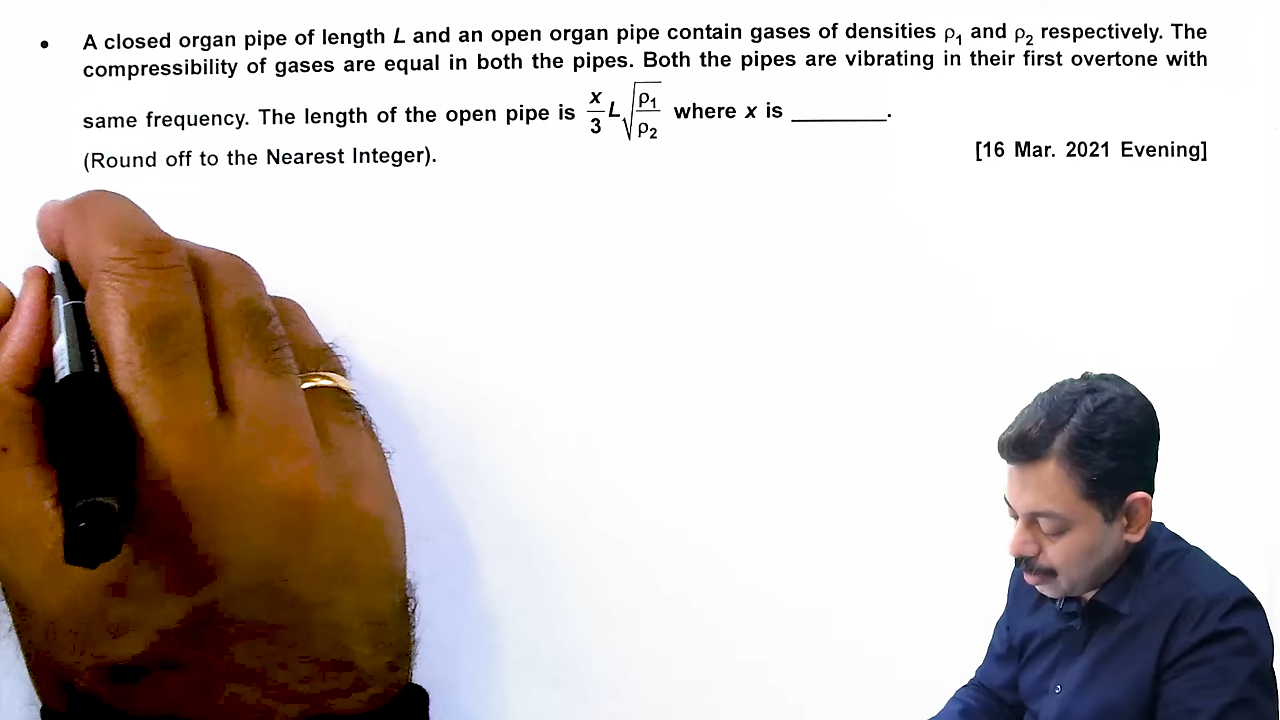 • A closed organ pipe of length L and an open organ pipe contain gases of densities ρ₁ and ρ₂ respectively. The
compressibility of gases are equal in both the pipes. Both the pipes are vibrating in their first overtone with
same frequency. The length of the open pipe is x/3 L√(ρ₁/ρ₂) where x is ________.
(Round off to the Nearest Integer). [16 Mar. 2021 Evening]